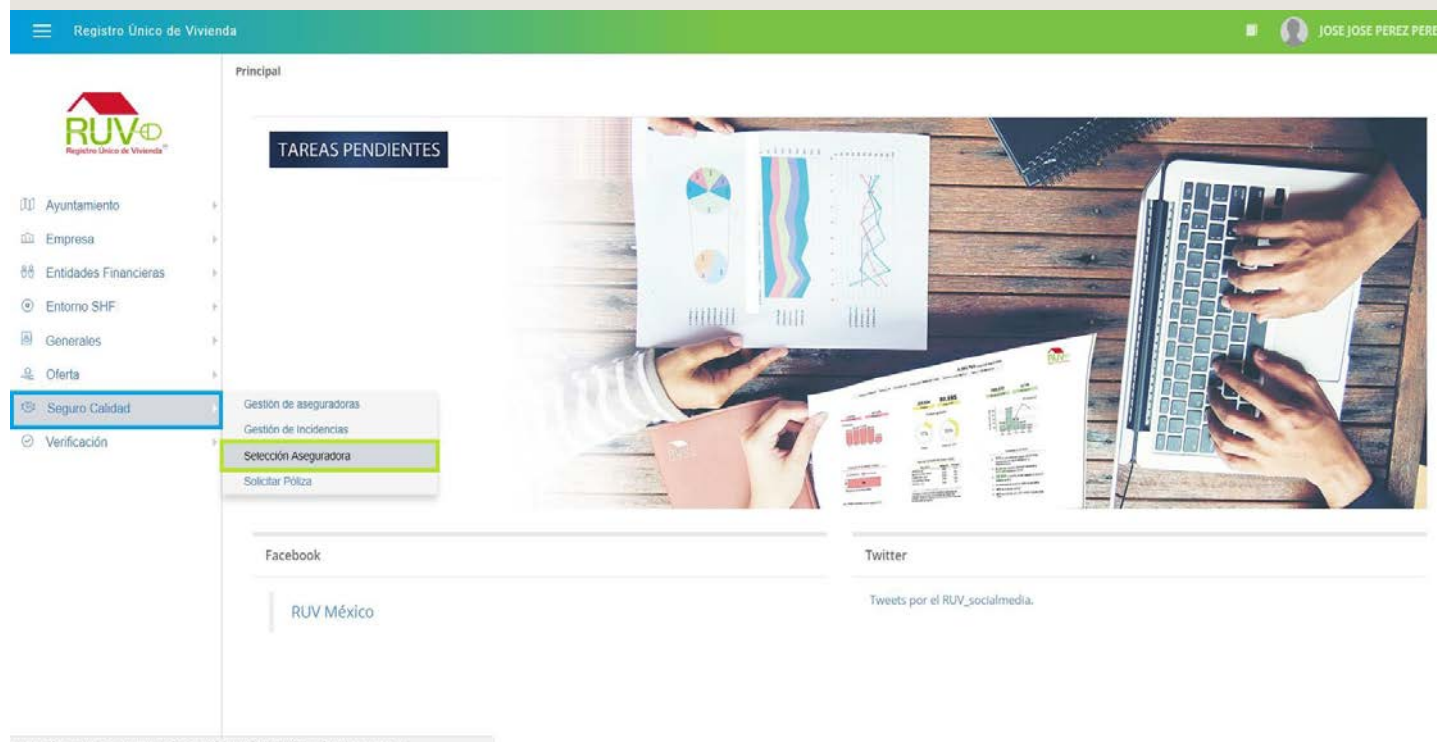 Registro Único de Vivienda
JOSE JOSE PEREZ PERE
Principal
RUV
Registro Único de Vivienda
TAREAS PENDIENTES
Ayuntamiento
Empresa
Entidades Financieras
Entorno SHF
Generales
Oferta
Seguro Calidad
Verificación
Gestión de aseguradoras
Gestión de Incidencias
Selección Aseguradora
Solicitar Póliza
Facebook
Twitter
RUV México
Tweets por el RUV_socialmedia.